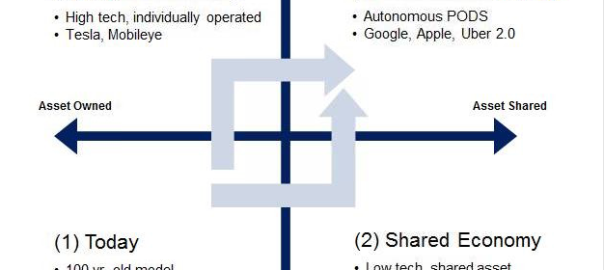 • High tech, individually operated
• Tesla, Mobileye
• Autonomous PODS
• Google, Apple, Uber 2.0
Asset Owned
Asset Shared
(1) Today
• 100 yr. old model
(2) Shared Economy
• Low tech, shared asset